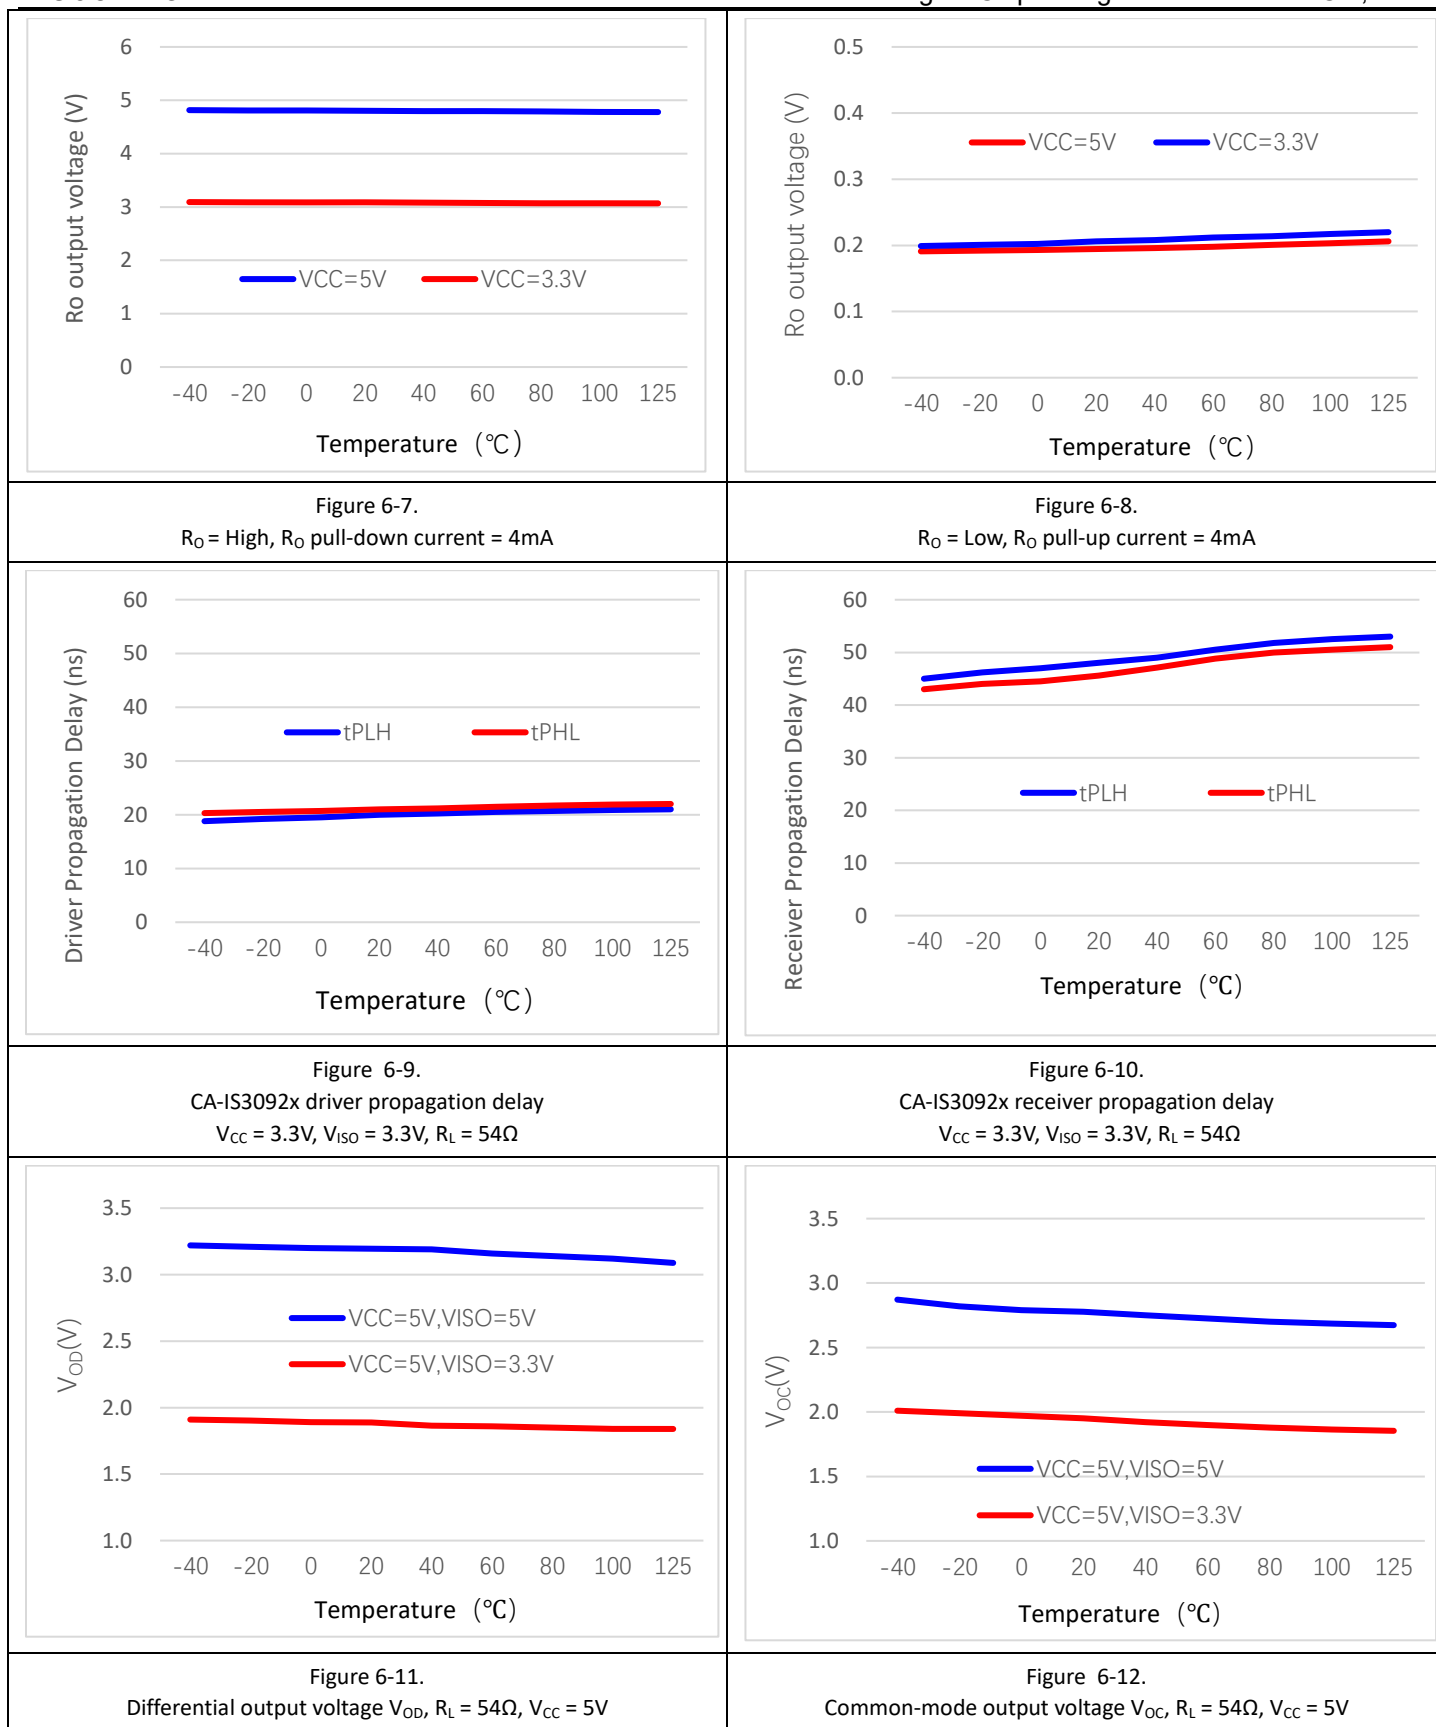 6
5
4
3
2
1
0
Ro output voltage (V)
VCC=5V VCC=3.3V
-40 -20 0 20 40 60 80 100 125
Temperature (℃)
Figure 6-7.
RO = High, RO pull-down current = 4mA
0.5
0.4
0.3
0.2
0.1
0.0
Ro output voltage (V)
VCC=5V VCC=3.3V
-40 -20 0 20 40 60 80 100 125
Temperature (℃)
Figure 6-8.
RO = Low, RO pull-up current = 4mA
60
50
40
30
20
10
0
Driver Propagation Delay (ns)
tPLH tPHL
-40 -20 0 20 40 60 80 100 125
Temperature (℃)
Figure 6-9.
CA-IS3092x driver propagation delay
VCC = 3.3V, VISO = 3.3V, RL = 54Ω
60
50
40
30
20
10
0
Receiver Propagation Delay (ns)
tPLH tPHL
-40 -20 0 20 40 60 80 100 125
Temperature (℃)
Figure 6-10.
CA-IS3092x receiver propagation delay
VCC = 3.3V, VISO = 3.3V, RL = 54Ω
3.5
3.0
2.5
2.0
1.5
1.0
VOD(V)
VCC=5V,VISO=5V
VCC=5V,VISO=3.3V
-40 -20 0 20 40 60 80 100 125
Temperature (℃)
Figure 6-11.
Differential output voltage VOD, RL = 54Ω, VCC = 5V
3.5
3.0
2.5
2.0
1.5
1.0
VOC(V)
VCC=5V,VISO=5V
VCC=5V,VISO=3.3V
-40 -20 0 20 40 60 80 100 125
Temperature (℃)
Figure 6-12.
Common-mode output voltage VOC, RL = 54Ω, VCC = 5V